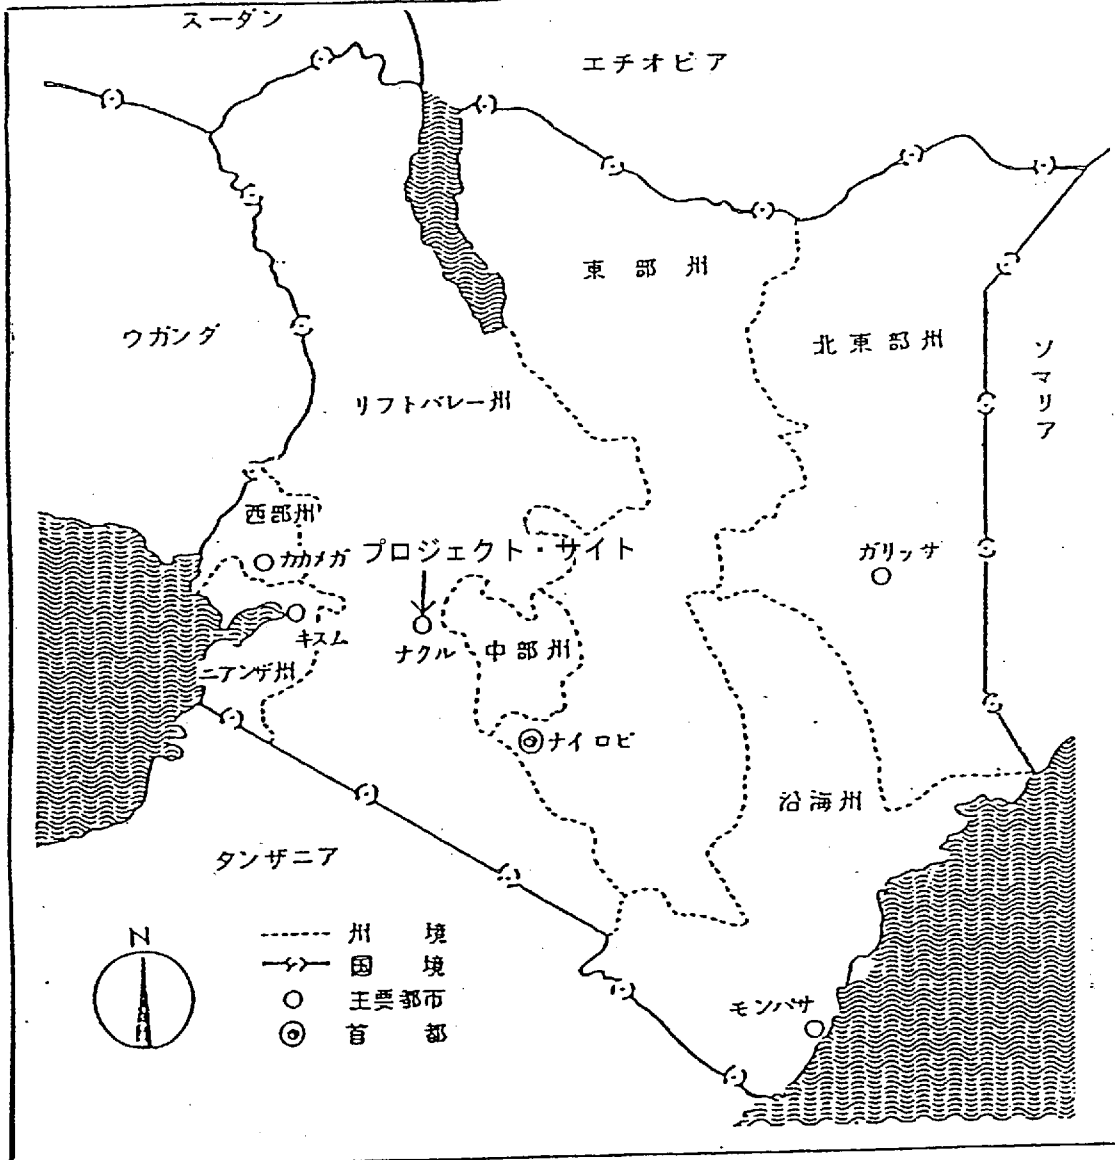 スーダン
エチオピア
東部州
ウガンダ
北東部州
ソマリア
リフトバレー州
西部州
カカメガ
プロジェクト・サイト
ガリッサ
キスム
ナクル
中部州
ニアンザ州
ナイロビ
沿海州
タンザニア
N
州境
国境
主要都市
首都
モンバサ